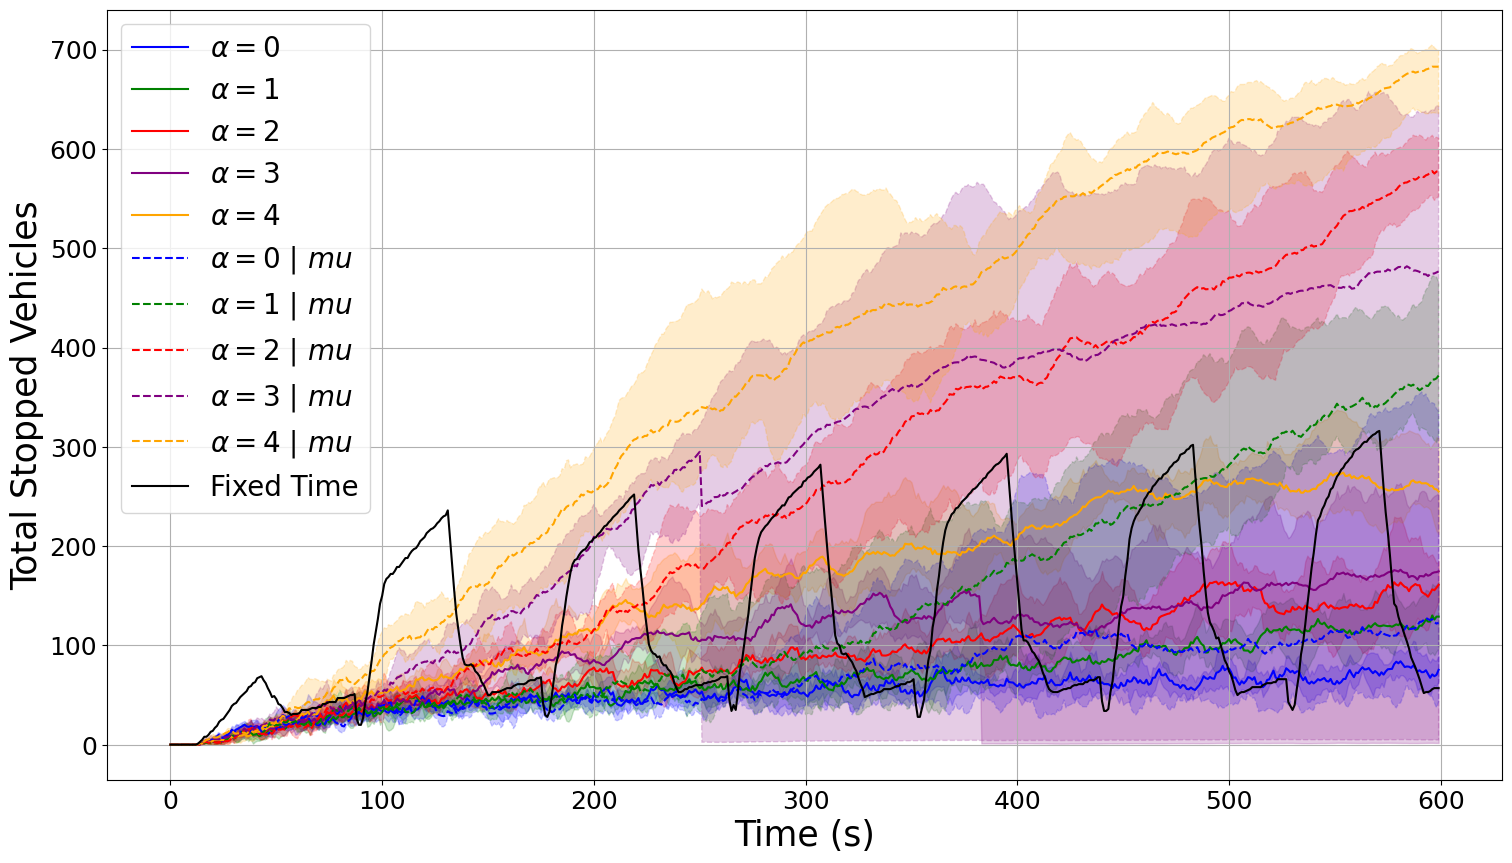 α = 0
α = 1
α = 2
α = 3
α = 4
α = 0 | mu
α = 1 | mu
α = 2 | mu
α = 3 | mu
α = 4 | mu
Fixed Time
Total Stopped Vehicles
700
600
500
400
300
200
100
0
0 100 200 300 400 500 600
Time (s)